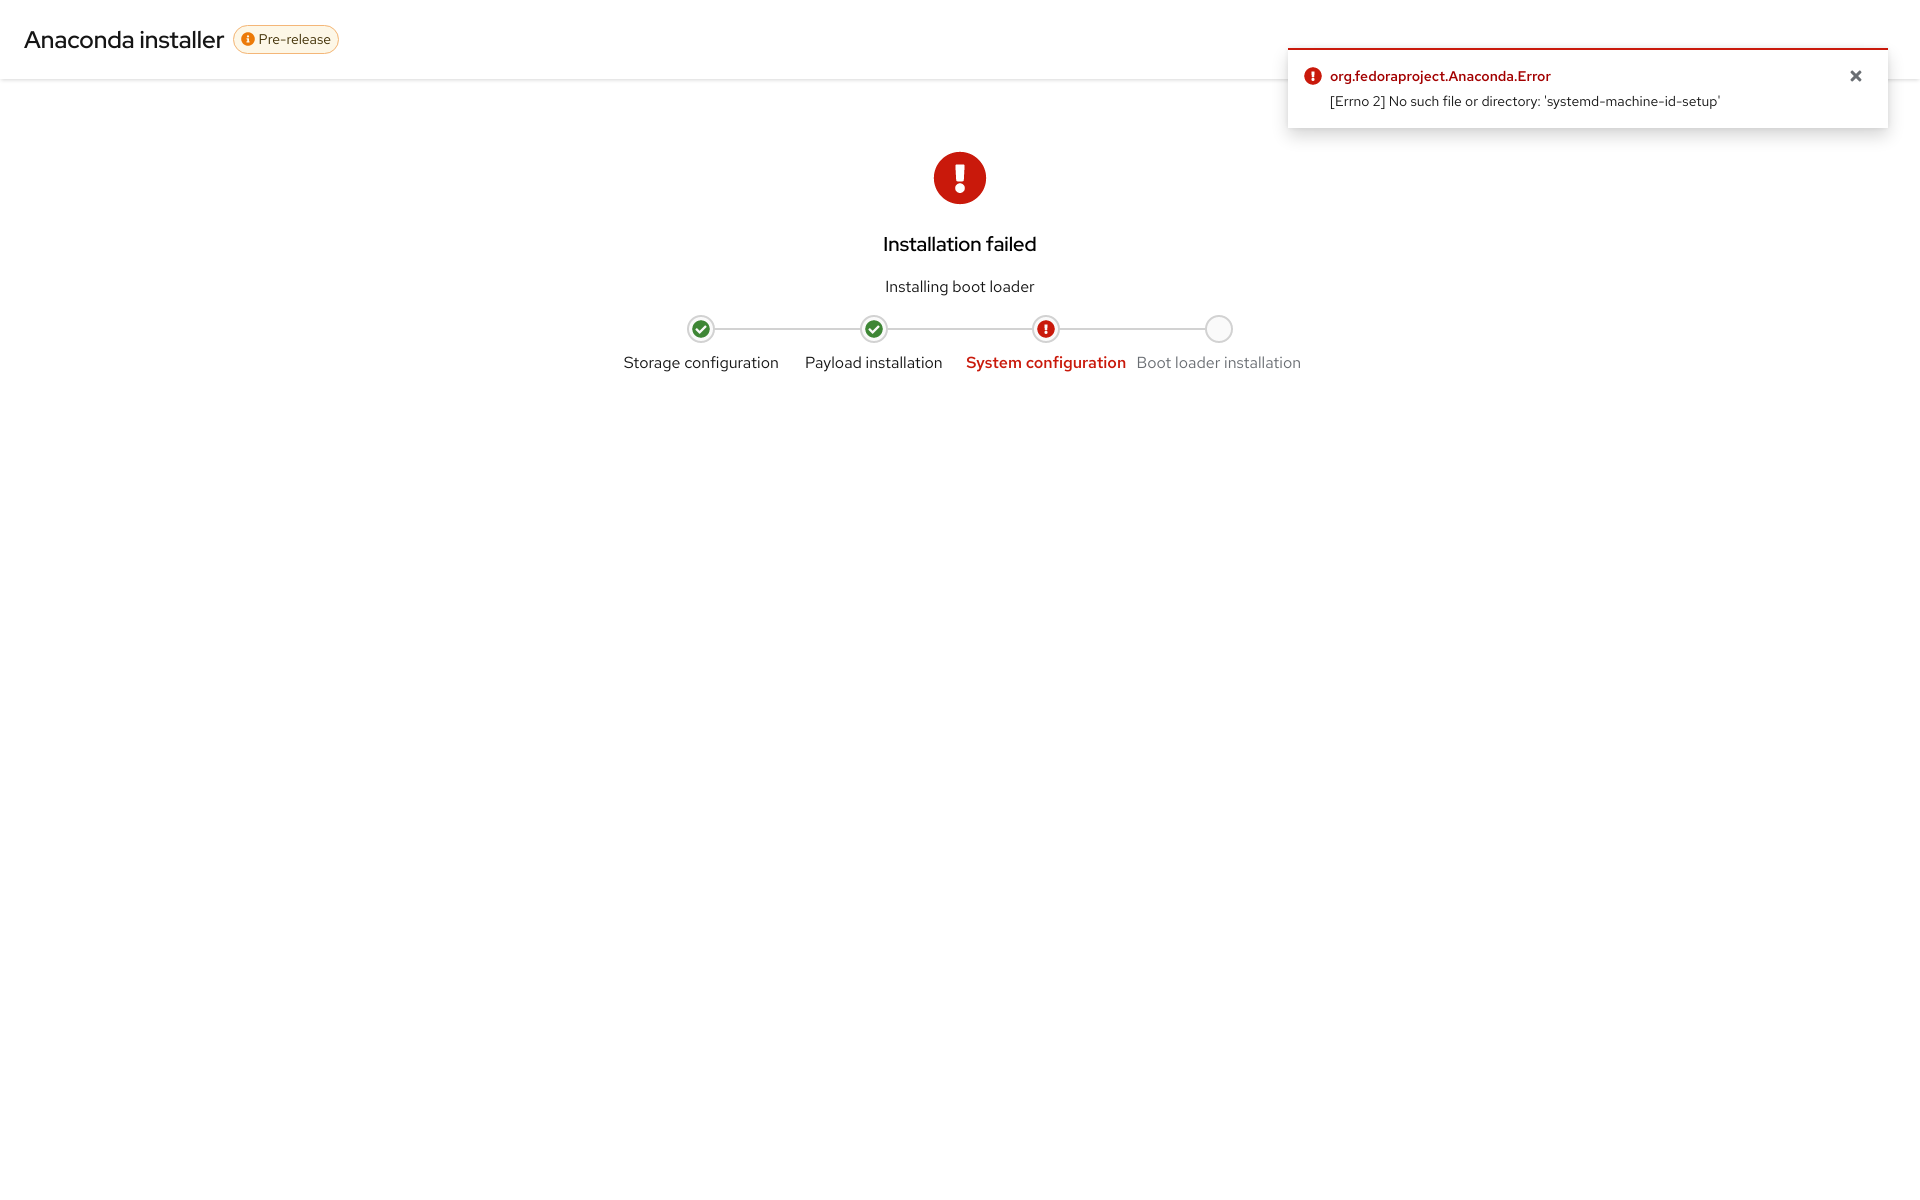 Anaconda installer
Pre-release
org.fedoraproject.Anaconda.Error
[Errno 2] No such file or directory: 'systemd-machine-id-setup'
Installation failed
Installing boot loader
Storage configuration
Payload installation
System configuration
Boot loader installation